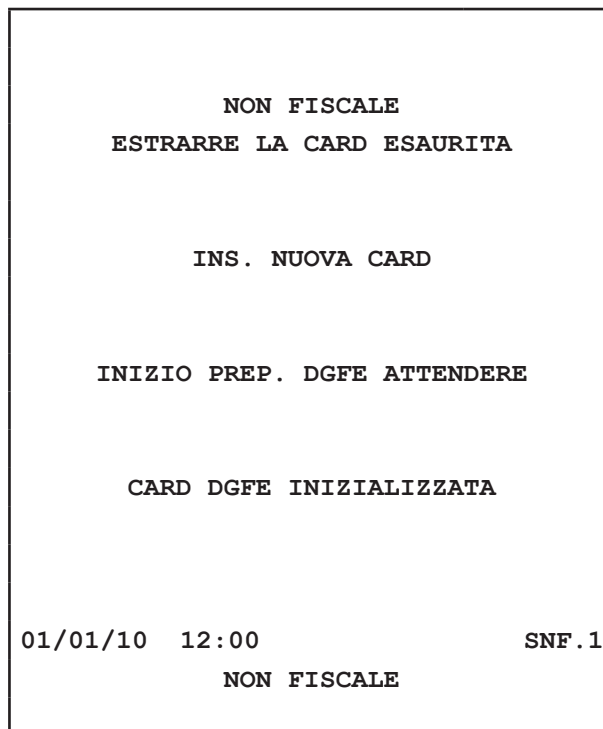 NON FISCALE
ESTRARRE LA CARD ESAURITA
INS. NUOVA CARD
INIZIO PREP. DGFE ATTENDERE
CARD DGFE INIZIALIZZATA
01/01/10 12:00 SNF.1
NON FISCALE